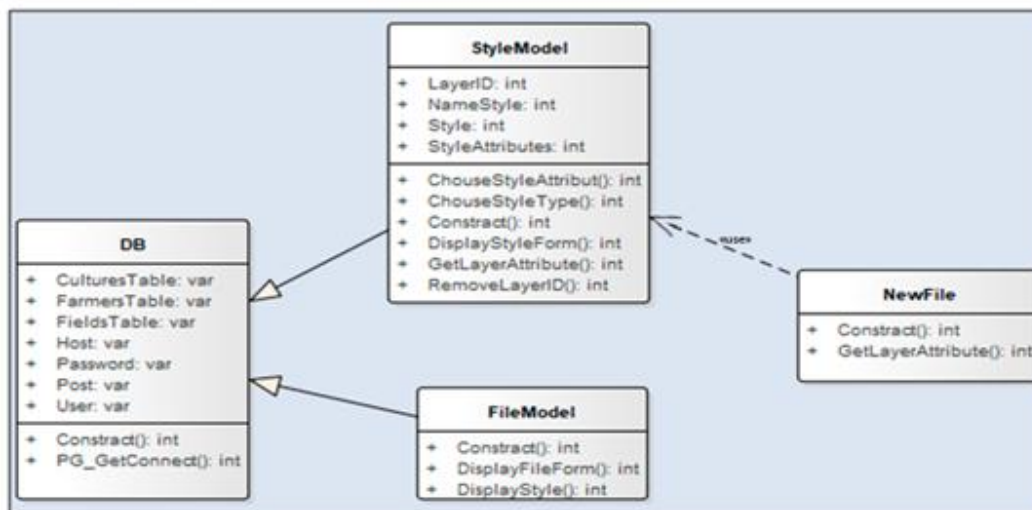 StyleModel
+ LayerID: int
+ NameStyle: int
+ Style: int
+ StyleAttributes: int
+ ChouseStyleAttribut(): int
+ ChouseStyleType(): int
+ Constract(): int
+ DisplayStyleForm(): int
+ GetLayerAttribute(): int
+ RemoveLayerID(): int
DB
+ CulturesTable: var
+ FarmersTable: var
+ FieldsTable: var
+ Host: var
+ Password: var
+ Post: var
+ User: var
+ Constract(): int
+ PG_GetConnect(): int
«use»
NewFile
+ Constract(): int
+ GetLayerAttribute(): int
FileModel
+ Constract(): int
+ DisplayFileForm(): int
+ DisplayStyle(): int